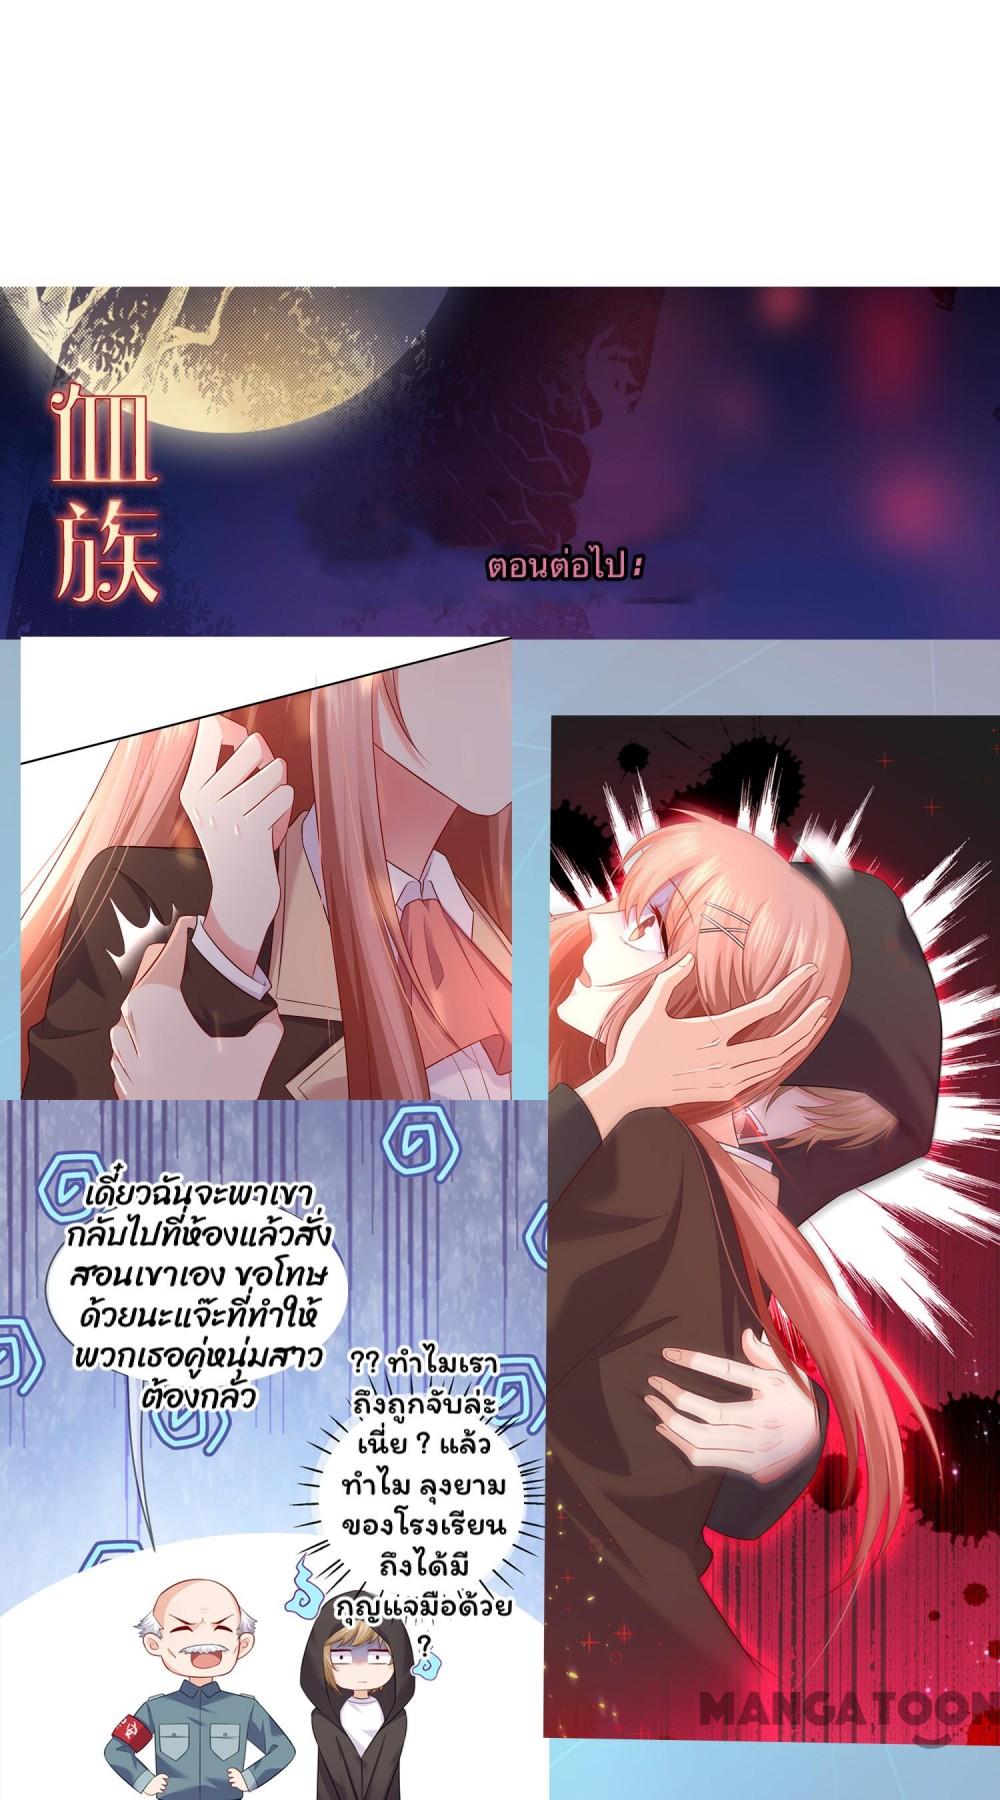 血
族
ตอนต่อไป :
เดี๋ยวฉันจะพาเขา
กลับไปที่ห้องแล้วสั่ง
สอนเขาเอง ขอโทษ
ด้วยนะแจ๊ะที่ทำให้
พวกเธอคู่หนุ่มสาว
ต้องกลัว
?? ทำไมเรา
ถึงถูกจับล่ะ
เนี่ย ? แล้ว
ทำไม ลุงยาม
ของโรงเรียน
ถึงได้มี
กุญแจมือด้วย
?
MANGATOON